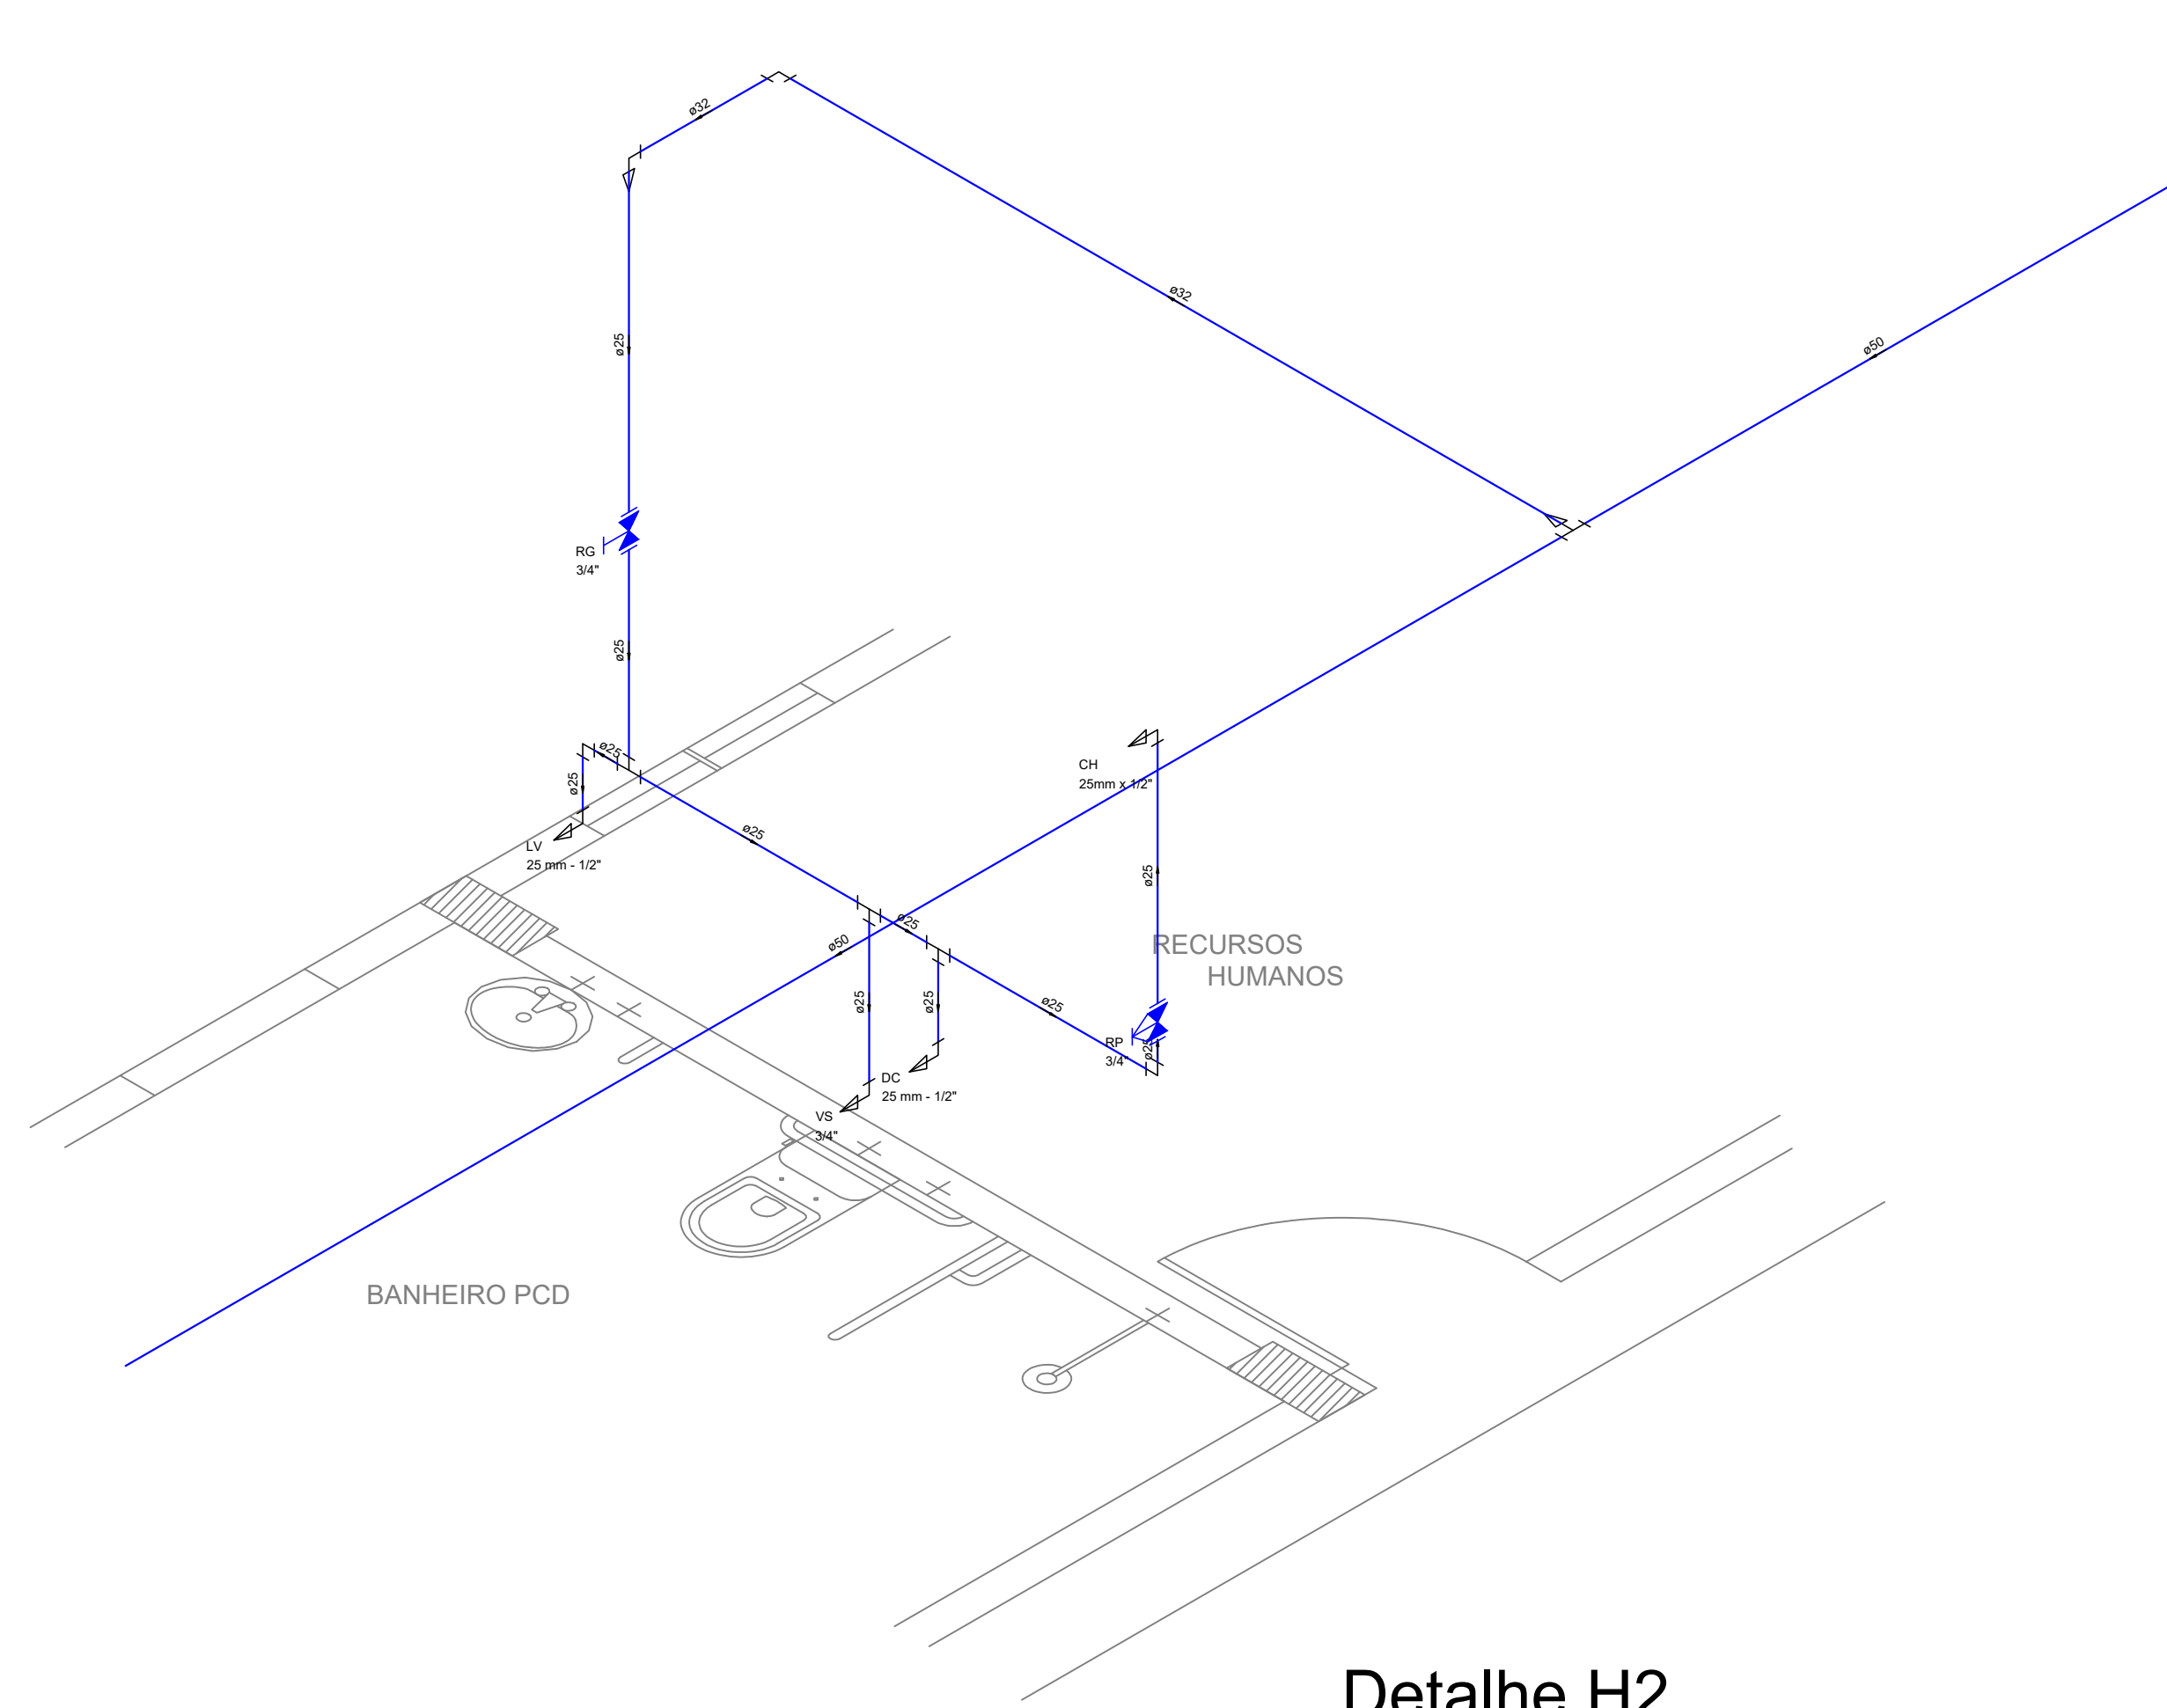 ø32
ø32
ø50
ø25
RG
3/4"
ø25
ø25
ø25
LV
25 mm - 1/2"
ø25
CH
25mm x 1/2"
ø25
ø25
ø50
RECURSOS
HUMANOS
ø25
ø25
ø25
RP
3/4"
ø25
DC
25 mm - 1/2"
VS
3/4"
BANHEIRO PCD
Detalhe H2